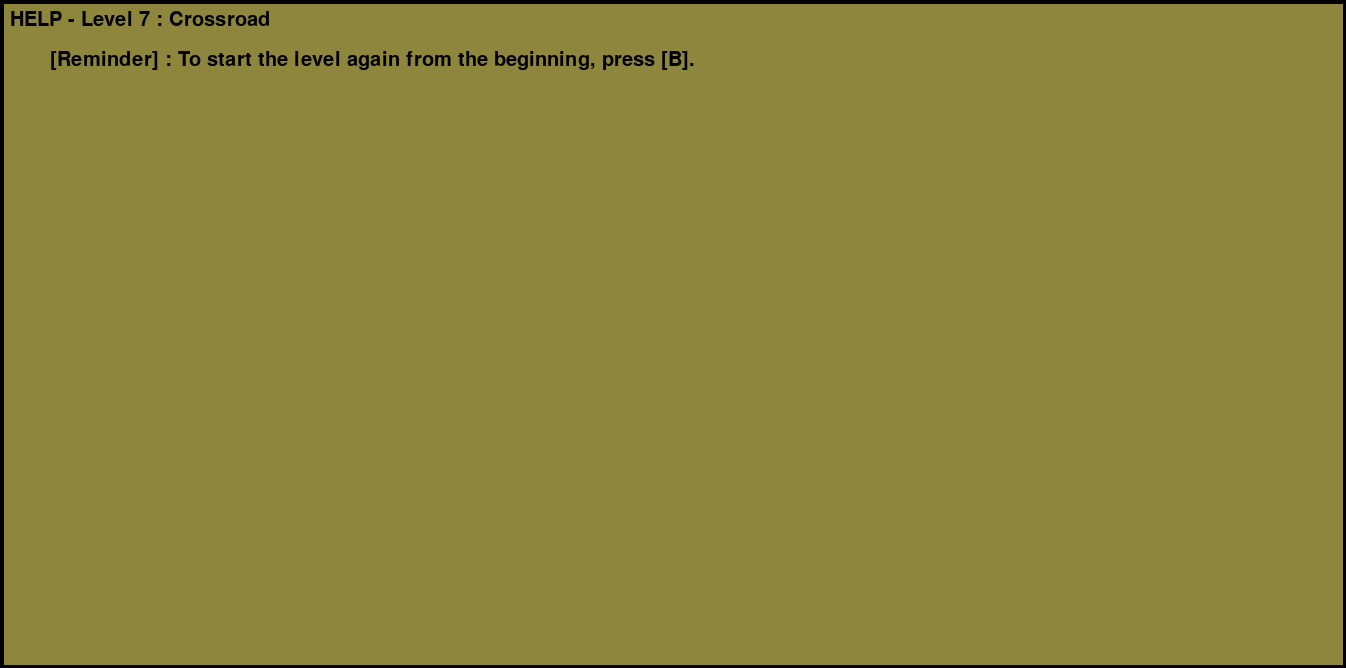 HELP - Level 7 : Crossroad
[Reminder] : To start the level again from the beginning, press [B].